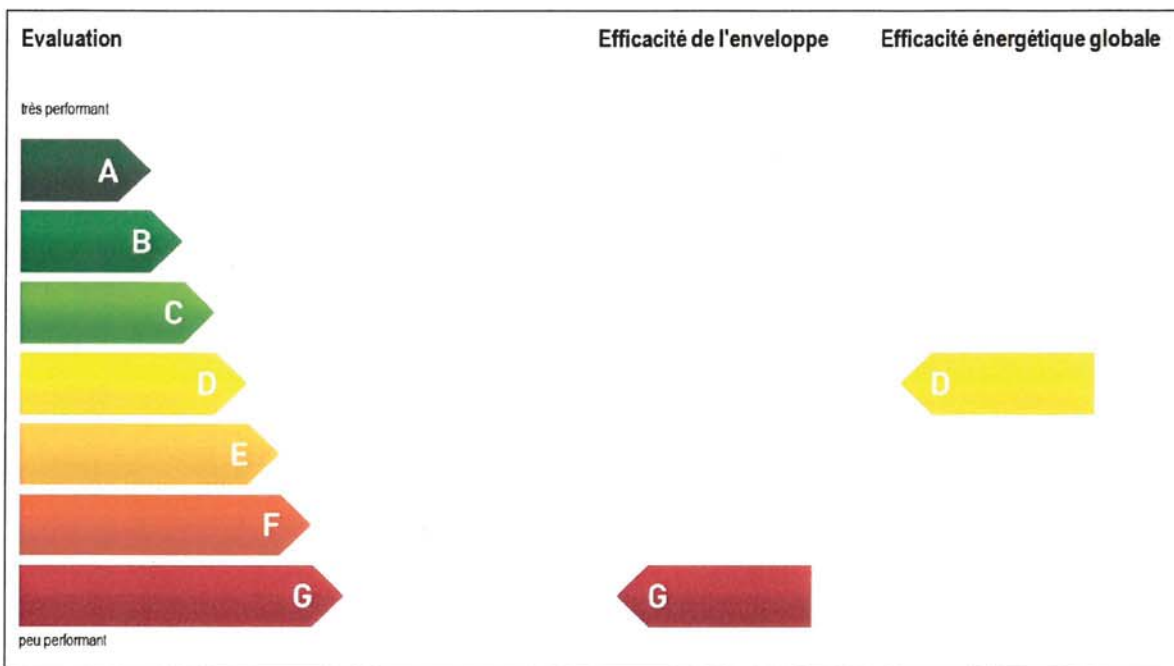 Evaluation
Efficacité de l'enveloppe
Efficacité énergétique globale
très performant
A
B
C
D
D
E
F
G
G
peu performant